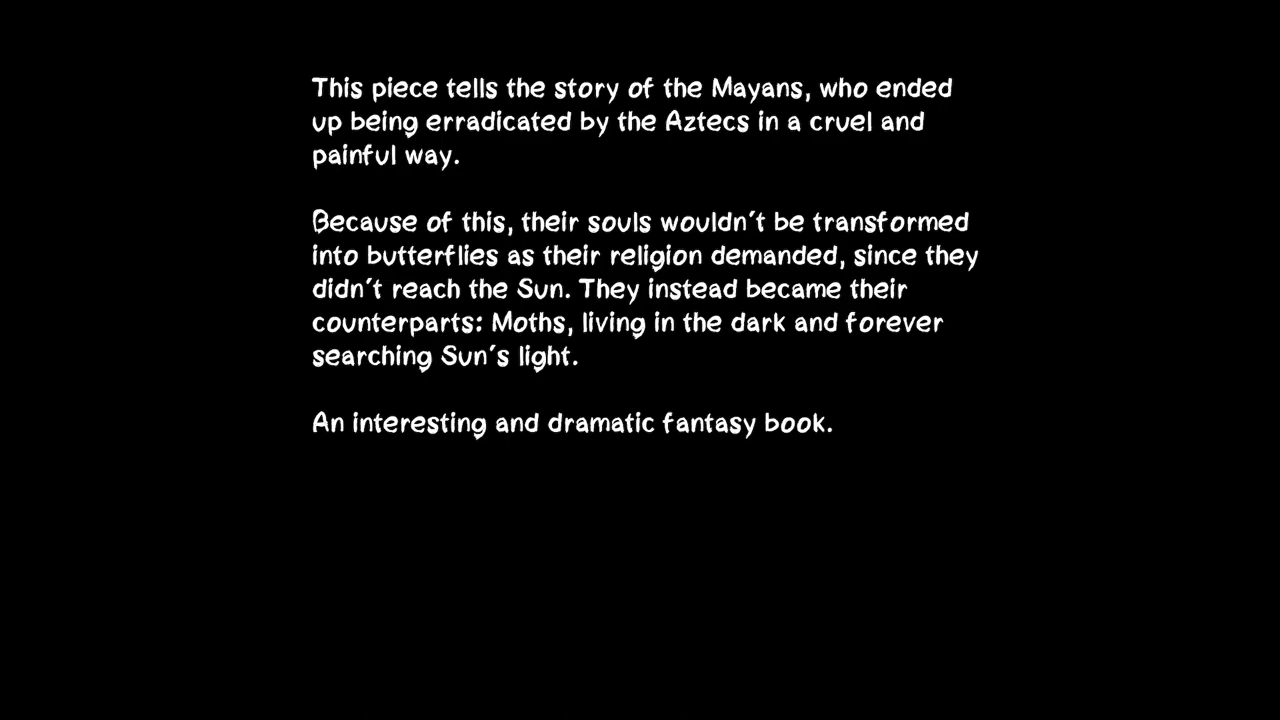 This piece tells the story of the Mayans, who ended
up being erradicated by the Aztecs in a cruel and
painful way.
Because of this, their souls wouldn't be transformed
into butterflies as their religion demanded, since they
didn't reach the Sun. They instead became their
counterparts: Moths, living in the dark and forever
searching Sun's light.
An interesting and dramatic fantasy book.